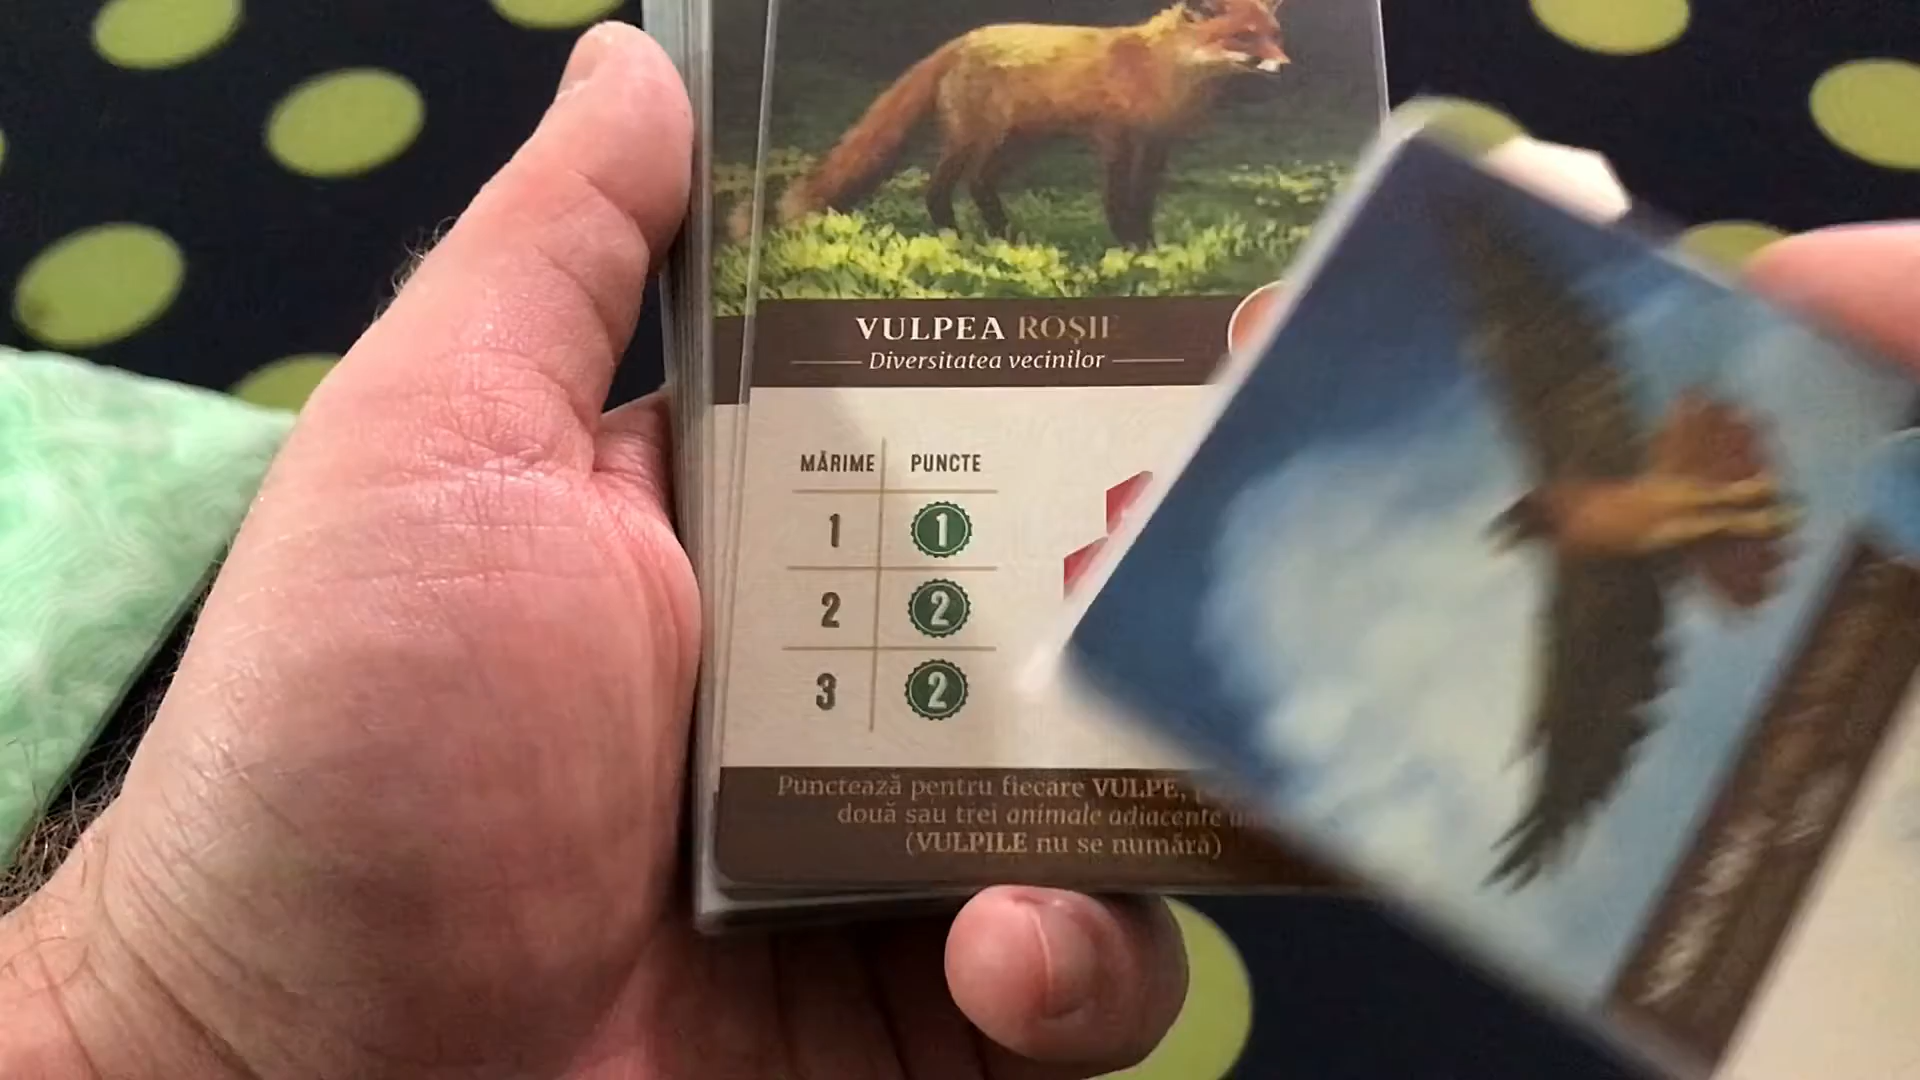 VULPEA ROȘIE
Diversitatea vecinilor
MĂRIME PUNCTE
1 1
2 2
3 2
Punctează pentru fiecare VULPE,
două sau trei animale adiacente
(VULPILE nu se numără)